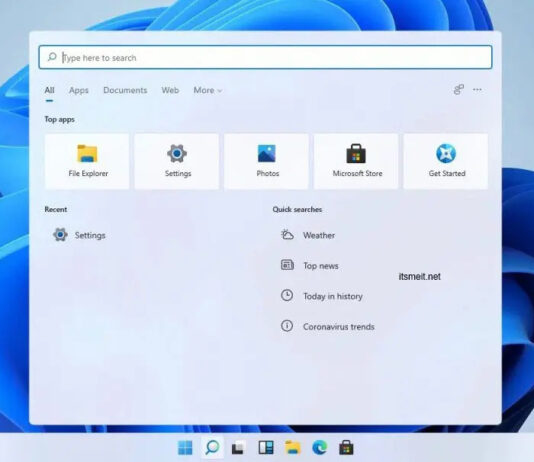 Type here to search
All Apps Documents Web More
Top apps
File Explorer Settings Photos Microsoft Store Get Started
Recent Quick searches
Settings Weather
Top news
itsmeit.net
Today in history
Coronavirus trends